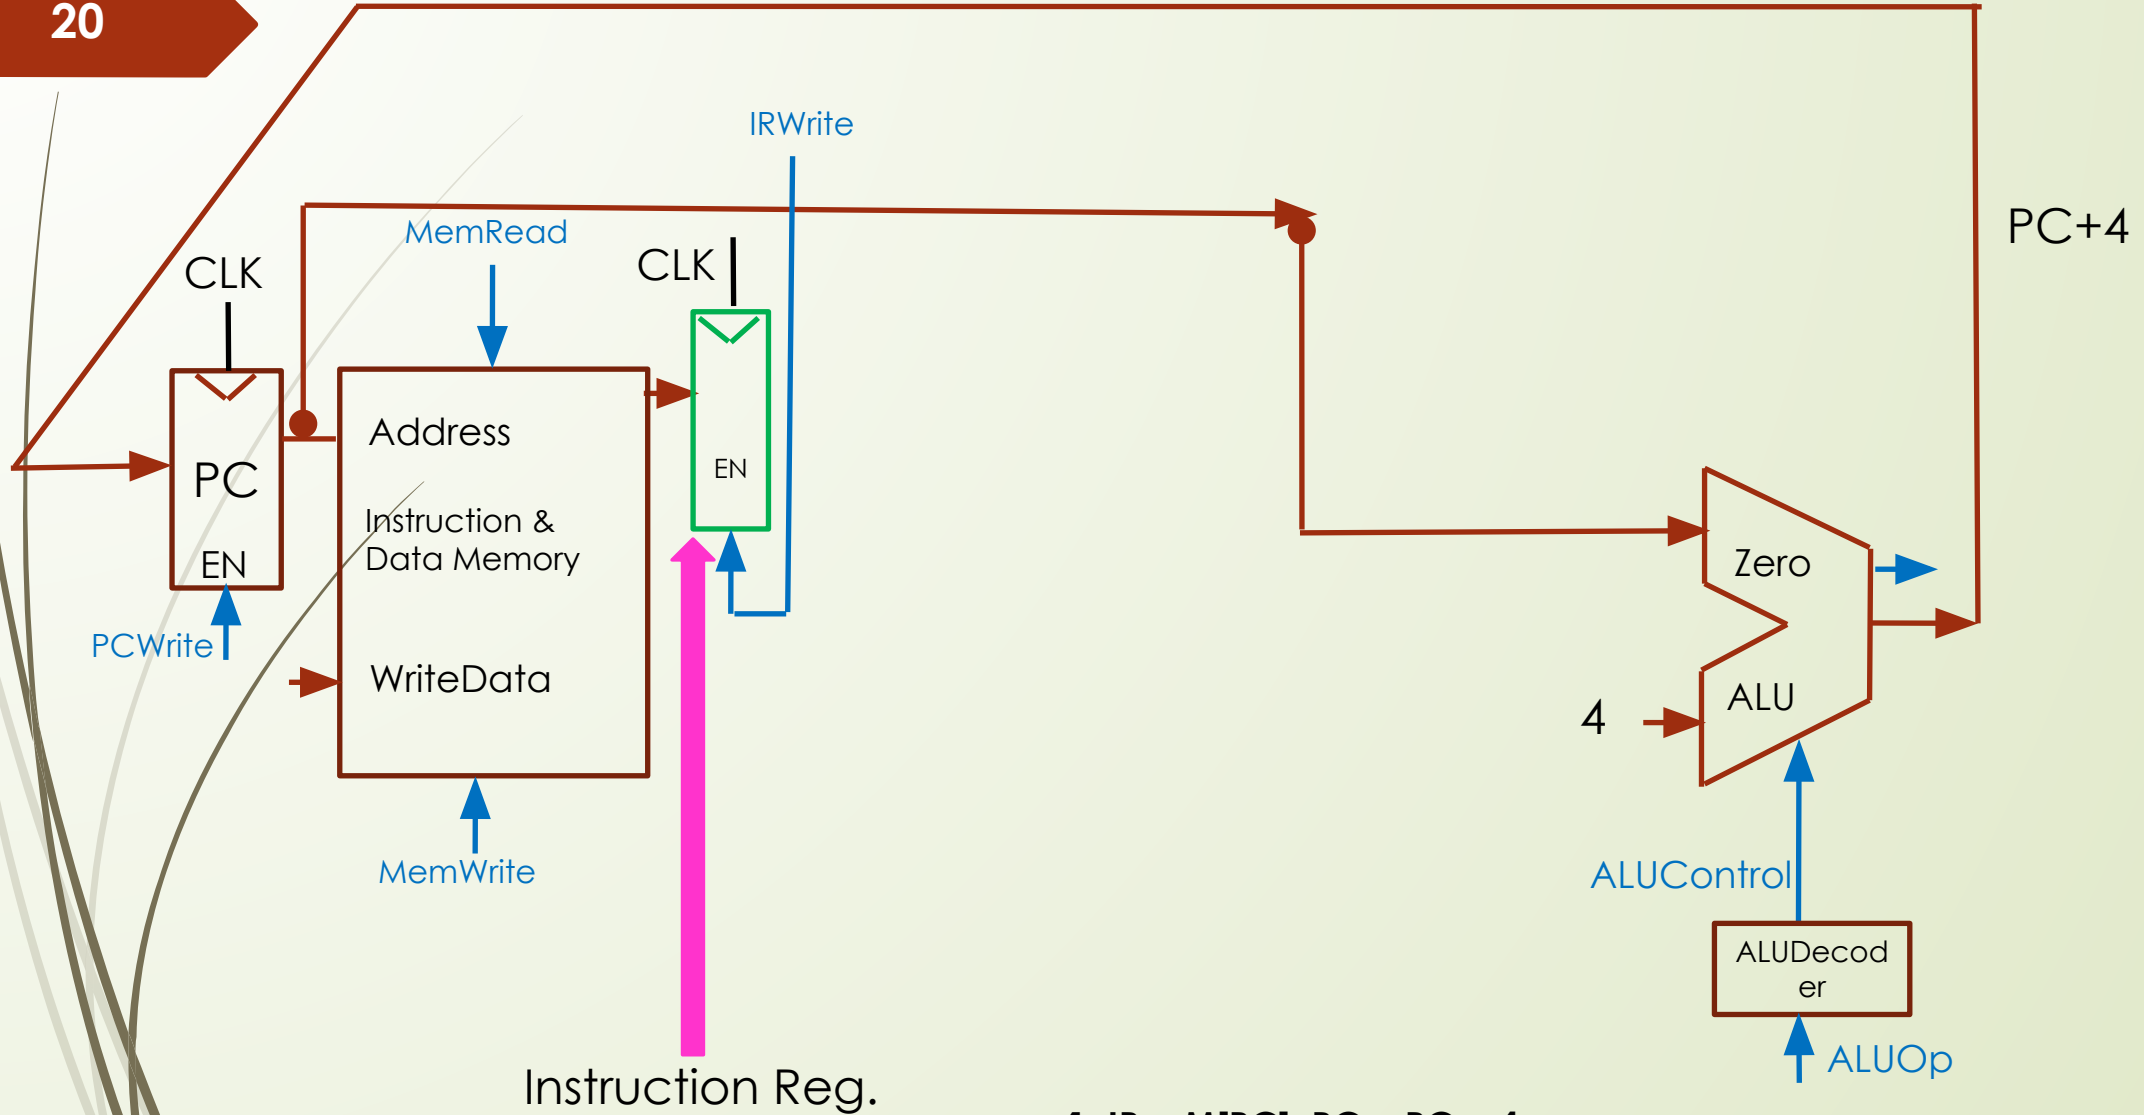 20
IRWrite
MemRead
PC+4
CLK
CLK
Address
EN
PC
Instruction &
Data Memory
EN
Zero
PCWrite
WriteData
ALU
4
MemWrite
ALUControl
ALUDecod
er
ALUOp
Instruction Reg.